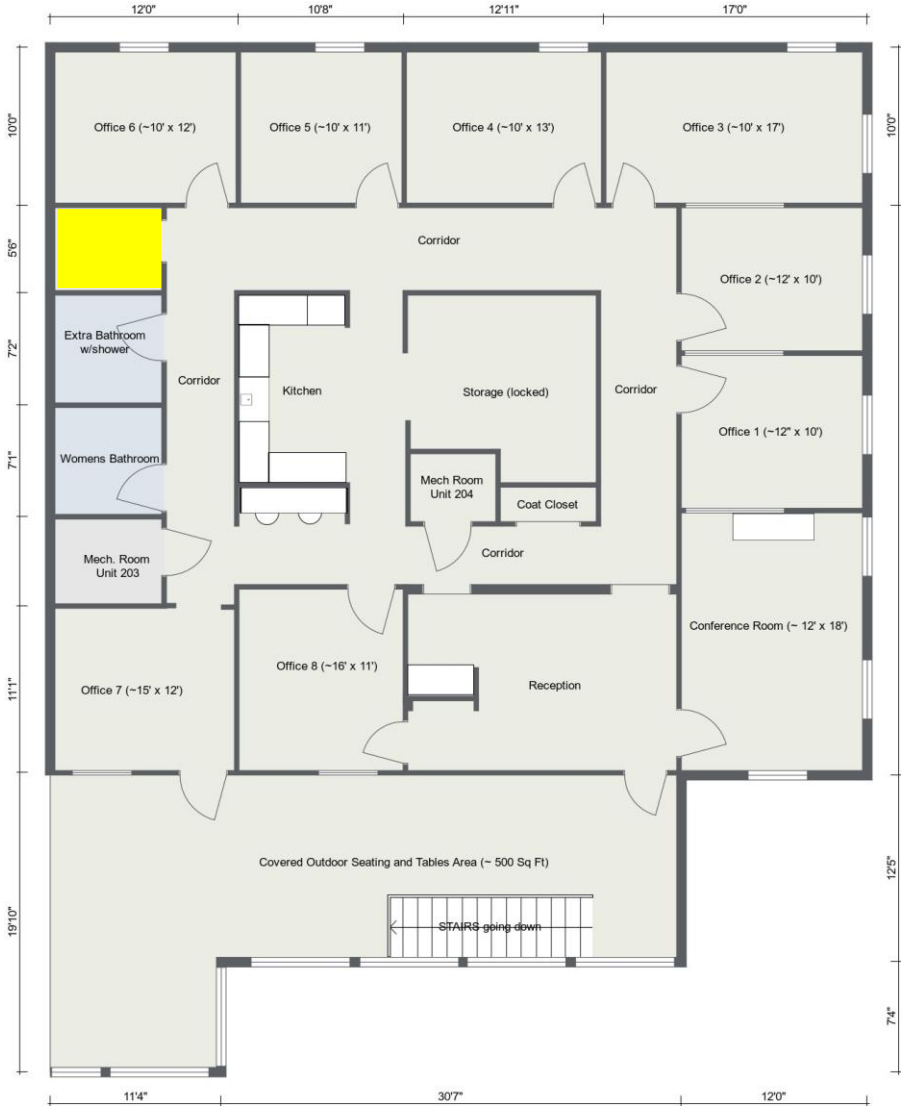 12'0"
10'8"
12'11"
17'0"
10'0"
10'0"
Office 6 (~10' x 12')
Office 5 (~10' x 11')
Office 4 (~10' x 13')
Office 3 (~10' x 17')
5'6"
Corridor
Office 2 (~12' x 10')
7'2"
Extra Bathroom
w/shower
Corridor
Kitchen
Storage (locked)
Corridor
Office 1 (~12" x 10')
7'1"
Womens Bathroom
Mech Room
Unit 204
Coat Closet
Corridor
Mech. Room
Unit 203
Conference Room (~ 12' x 18')
11'1"
Office 7 (~15' x 12')
Office 8 (~16' x 11')
Reception
Covered Outdoor Seating and Tables Area (~ 500 Sq Ft)
12'5"
19'10"
STAIRS going down
7'4"
11'4"
30'7"
12'0"